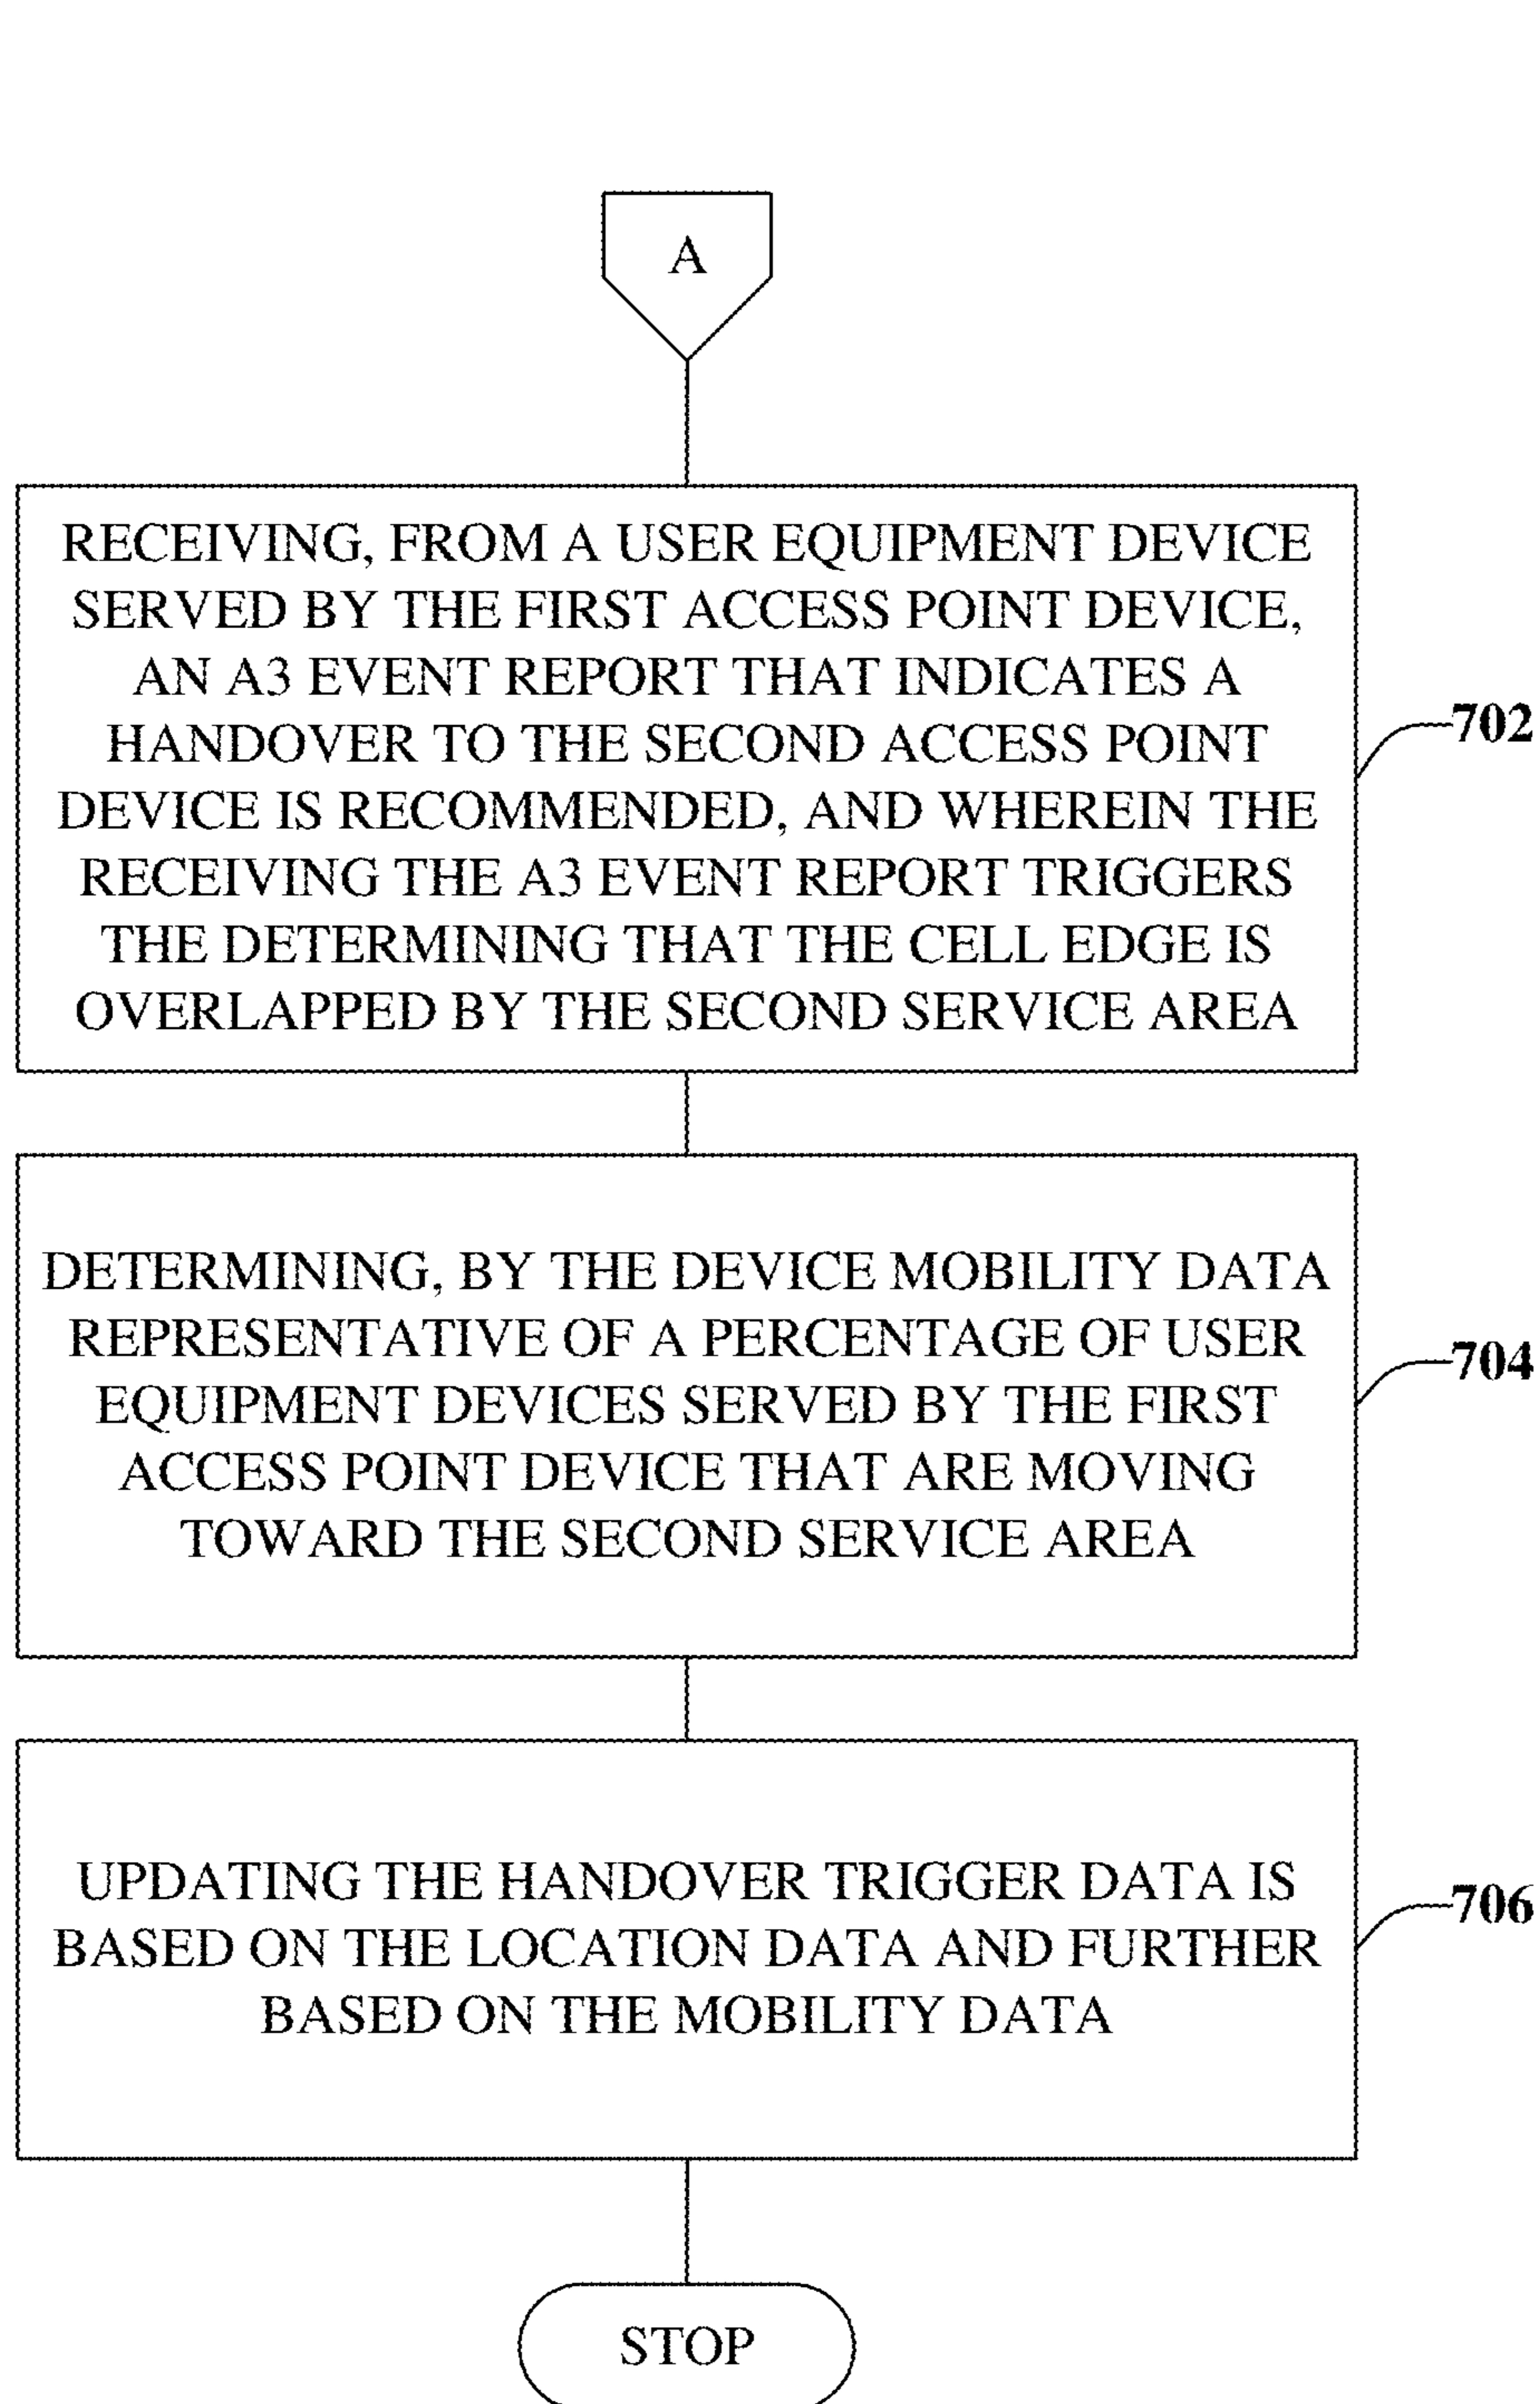 A
RECEIVING, FROM A USER EQUIPMENT DEVICE
SERVED BY THE FIRST ACCESS POINT DEVICE,
AN A3 EVENT REPORT THAT INDICATES A
HANDOVER TO THE SECOND ACCESS POINT
DEVICE IS RECOMMENDED, AND WHEREIN THE
RECEIVING THE A3 EVENT REPORT TRIGGERS
THE DETERMINING THAT THE CELL EDGE IS
OVERLAPPED BY THE SECOND SERVICE AREA
702
DETERMINING, BY THE DEVICE MOBILITY DATA
REPRESENTATIVE OF A PERCENTAGE OF USER
EQUIPMENT DEVICES SERVED BY THE FIRST
ACCESS POINT DEVICE THAT ARE MOVING
TOWARD THE SECOND SERVICE AREA
704
UPDATING THE HANDOVER TRIGGER DATA IS
BASED ON THE LOCATION DATA AND FURTHER
BASED ON THE MOBILITY DATA
706
STOP